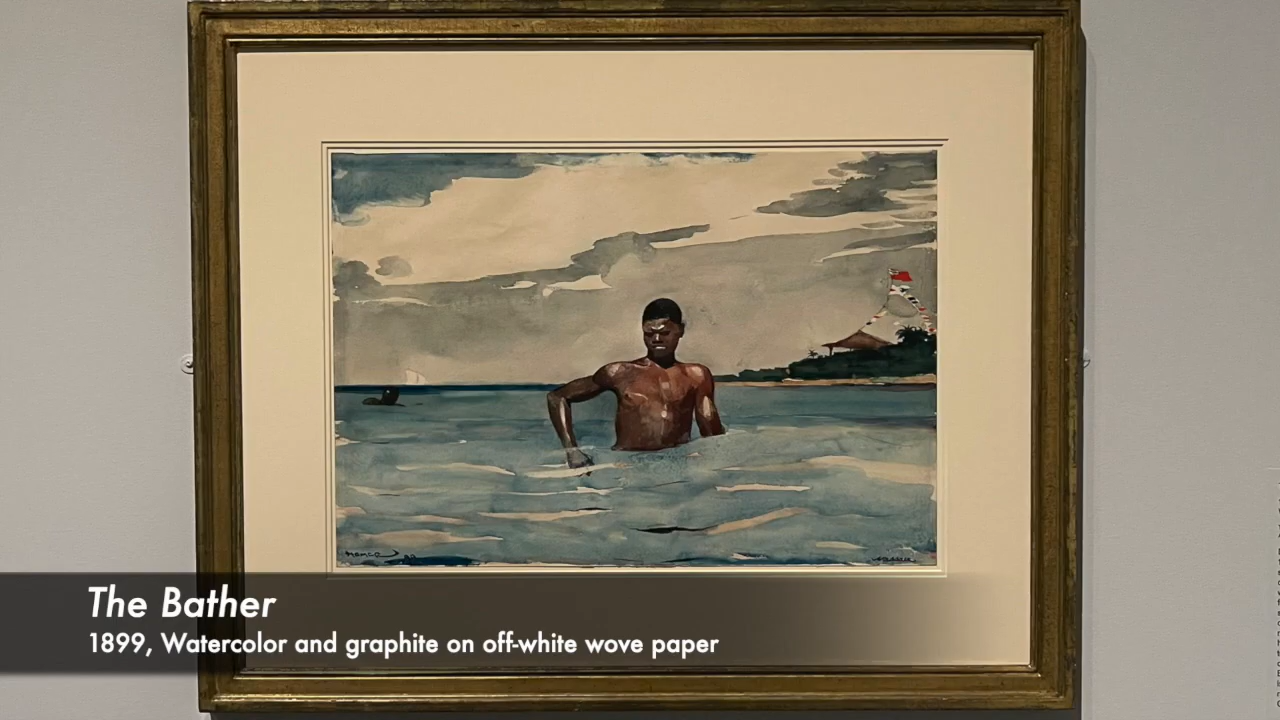 The Bather
1899, Watercolor and graphite on off-white wove paper